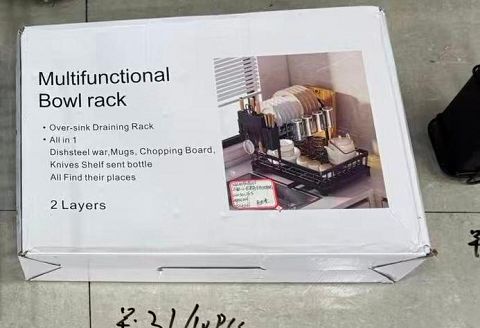 Multifunctional
Bowl rack
• Over-sink Draining Rack
• All in 1
Dishsteel war,Mugs, Chopping Board,
Knives Shelf sent bottle
All Find their places
2 Layers